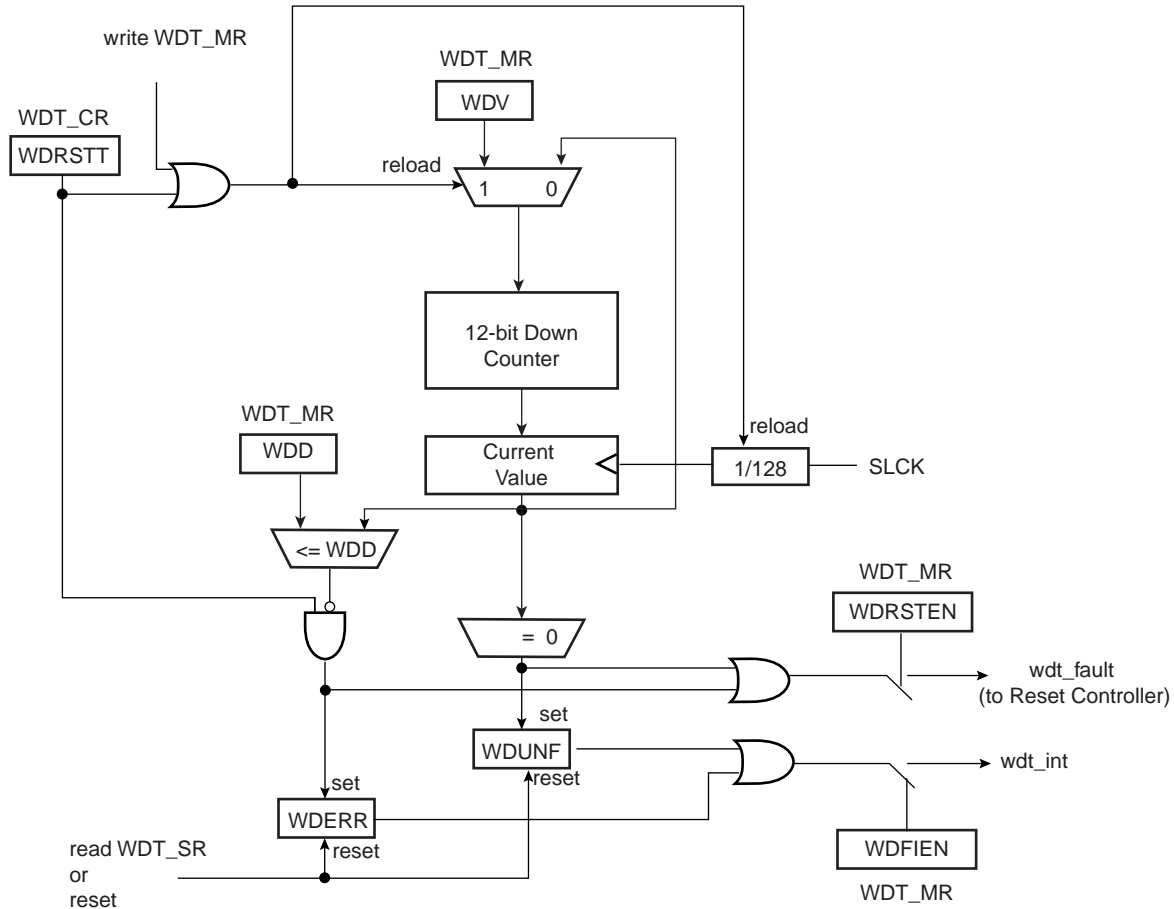 write WDT_MR
WDT_MR
WDV
WDT_CR
WDRSTT
reload
1 0
12-bit Down
Counter
WDT_MR
WDD
reload
Current
Value
1/128
SLCK
<= WDD
WDT_MR
WDRSTEN
= 0
wdt_fault
(to Reset Controller)
set
WDUNF
reset
wdt_int
set
WDERR
reset
WDFIEN
WDT_MR
read WDT_SR
or
reset